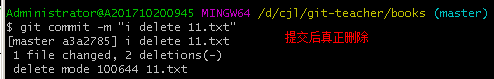 Administrator@A201710200945 MINGW64 /d/cjl/git-teacher/books (master)
$ git commit -m "i delete 11.txt"
[master a3a2785] i delete 11.txt 提交后真正删除
1 file changed, 2 deletions(-)
delete mode 100644 11.txt